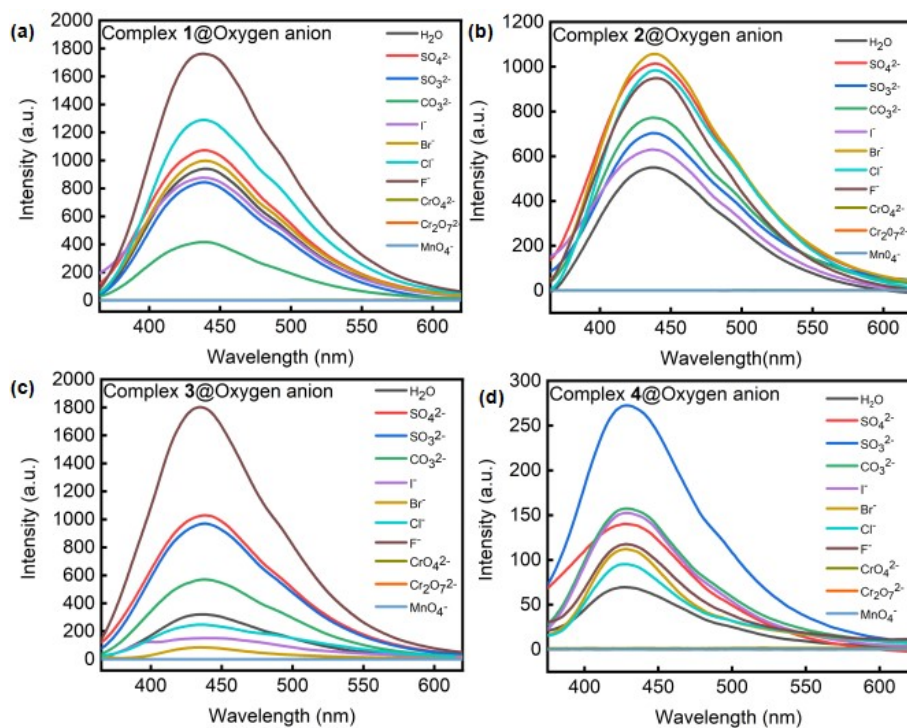 (a)
Complex 1@Oxygen anion
Intensity (a.u.)
2000
1800
1600
1400
1200
1000
800
600
400
200
0
400 450 500 550 600
Wavelength (nm)
H₂O
SO₄²⁻
SO₃²⁻
CO₃²⁻
I⁻
Br⁻
Cl⁻
F⁻
CrO₄²⁻
Cr₂O₇²⁻
MnO₄⁻
(b)
Complex 2@Oxygen anion
Intensity (a.u.)
1200
1000
800
600
400
200
0
400 450 500 550 600
Wavelength(nm)
H₂O
SO₄²⁻
SO₃²⁻
CO₃²⁻
I⁻
Br⁻
Cl⁻
F⁻
CrO₄²⁻
Cr₂0₇²⁻
Mn0₄⁻
(c)
Complex 3@Oxygen anion
Intensity (a.u.)
2000
1800
1600
1400
1200
1000
800
600
400
200
0
400 450 500 550 600
Wavelength (nm)
H₂O
SO₄²⁻
SO₃²⁻
CO₃²⁻
I⁻
Br⁻
Cl⁻
F⁻
CrO₄²⁻
Cr₂O₇²⁻
MnO₄⁻
(d)
Complex 4@Oxygen anion
Intensity (a.u.)
300
250
200
150
100
50
0
400 450 500 550 600
Wavelength (nm)
H₂O
SO₄²⁻
SO₃²⁻
CO₃²⁻
I⁻
Br⁻
Cl⁻
F⁻
CrO₄²⁻
Cr₂O₇²⁻
MnO₄⁻